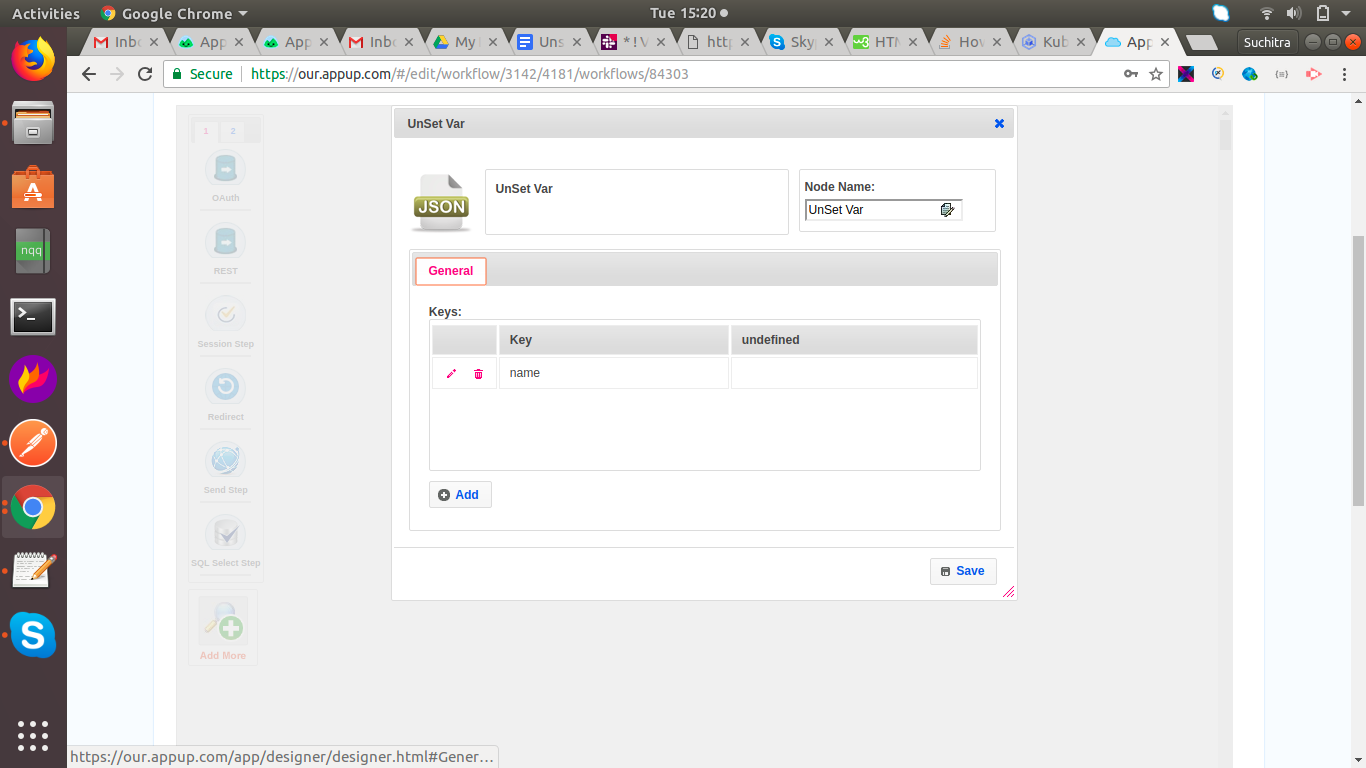 Activities Google Chrome Tue 15:20
Inbo App App Inbo My Uns *!V http Sky HTM How Kub App Suchitra
Secure https://our.appup.com/#/edit/workflow/3142/4181/workflows/84303
UnSet Var
1 2
OAuth
REST
Session Step
Redirect
Send Step
SQL Select Step
Add More
JSON
UnSet Var
Node Name:
UnSet Var
General
Keys:
Key undefined
name
Add
Save
nqq
https://our.appup.com/app/designer/designer.html#Gener…